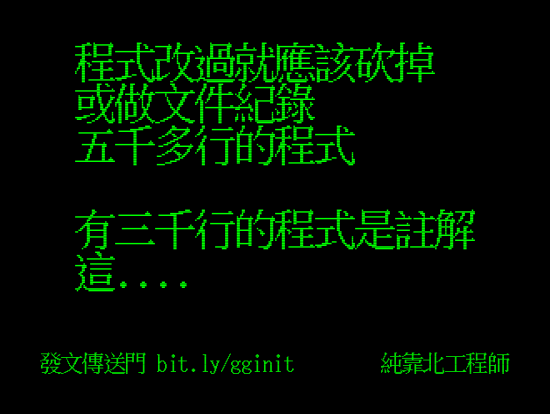 程式改過就應該砍掉
或做文件紀錄
五千多行的程式
有三千行的程式是註解
這....
發文傳送門 bit.ly/gginit 純靠北工程師